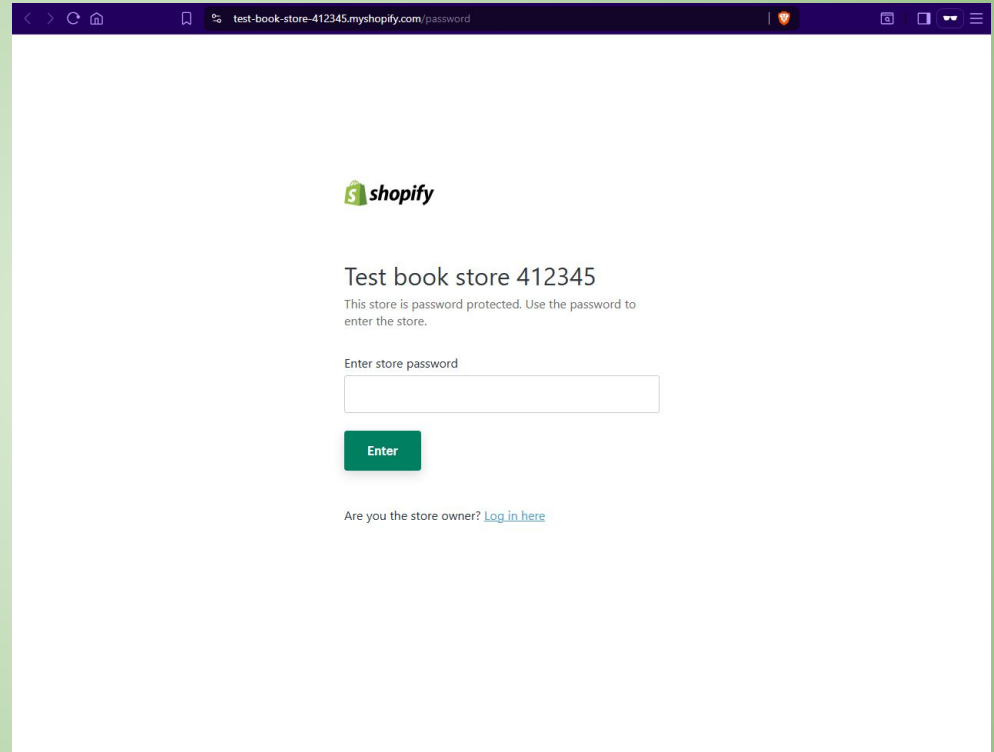 test-book-store-412345.myshopify.com/password
shopify
Test book store 412345
This store is password protected. Use the password to
enter the store.
Enter store password
Enter
Are you the store owner? Log in here